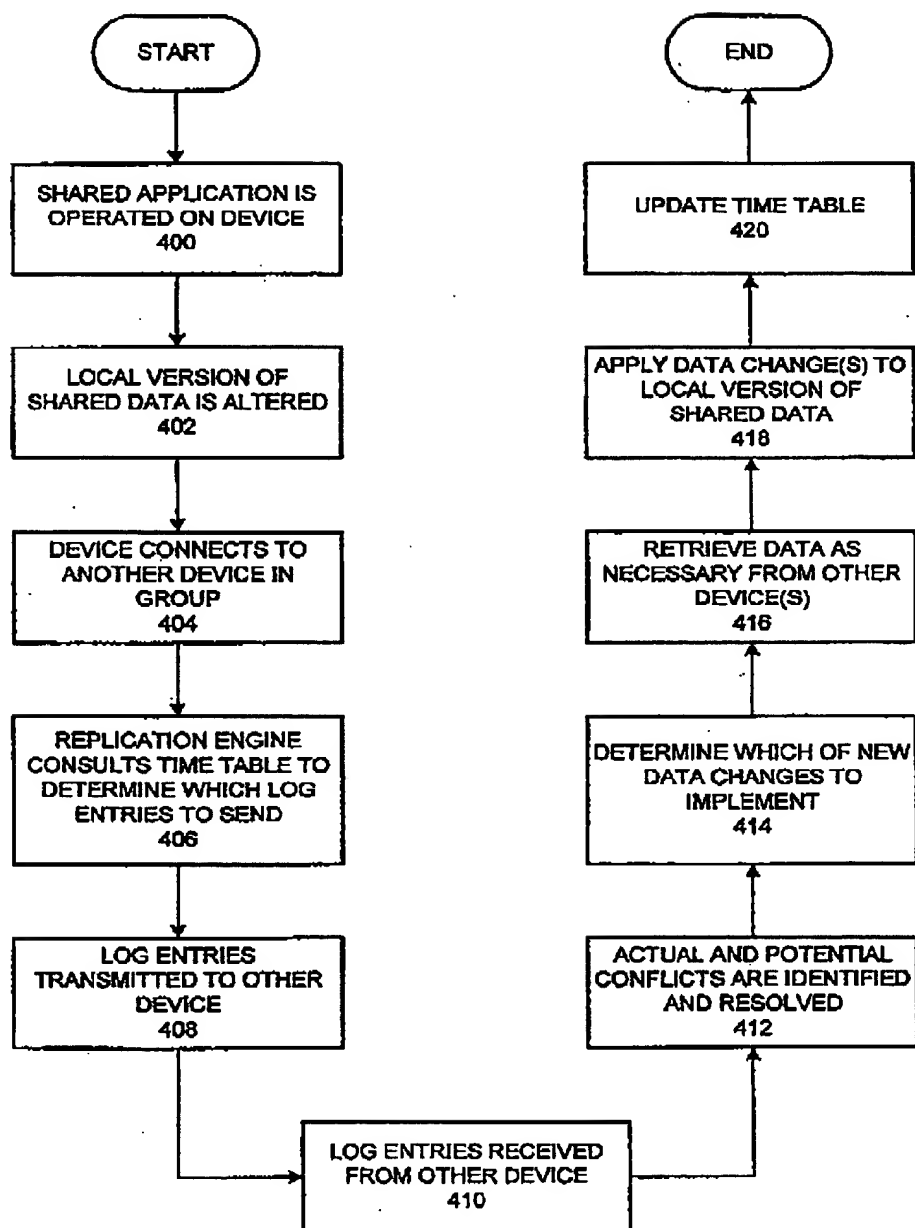 START
SHARED APPLICATION IS
OPERATED ON DEVICE
400
LOCAL VERSION OF
SHARED DATA IS ALTERED
402
DEVICE CONNECTS TO
ANOTHER DEVICE IN
GROUP
404
REPLICATION ENGINE
CONSULTS TIME TABLE TO
DETERMINE WHICH LOG
ENTRIES TO SEND
406
LOG ENTRIES
TRANSMITTED TO OTHER
DEVICE
408
LOG ENTRIES RECEIVED
FROM OTHER DEVICE
410
ACTUAL AND POTENTIAL
CONFLICTS ARE IDENTIFIED
AND RESOLVED
412
DETERMINE WHICH OF NEW
DATA CHANGES TO
IMPLEMENT
414
RETRIEVE DATA AS
NECESSARY FROM OTHER
DEVICE(S)
416
APPLY DATA CHANGE(S) TO
LOCAL VERSION OF
SHARED DATA
418
UPDATE TIME TABLE
420
END